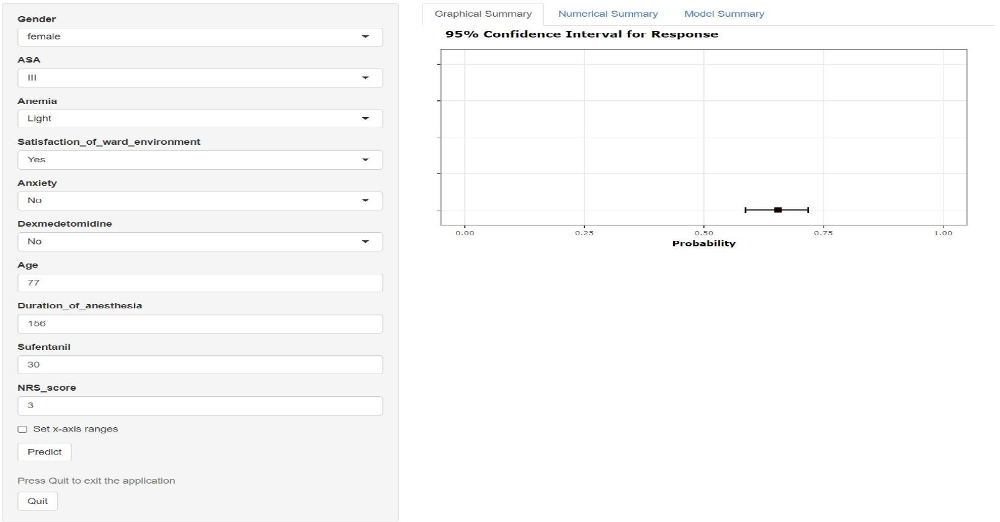 Gender
female
ASA
III
Anemia
Light
Satisfaction_of_ward_environment
Yes
Anxiety
No
Dexmedetomidine
No
Age
77
Duration_of_anesthesia
156
Sufentanil
30
NRS_score
3
Set x-axis ranges
Predict
Press Quit to exit the application
Quit
Graphical Summary Numerical Summary Model Summary
95% Confidence Interval for Response
0.00 0.25 0.50 0.75 1.00
Probability